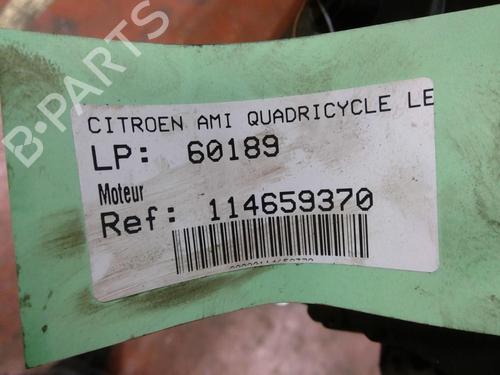 CITROEN AMI QUADRICYCLE LE
LP: 60189
Moteur
Ref: 114659370
B-PARTS